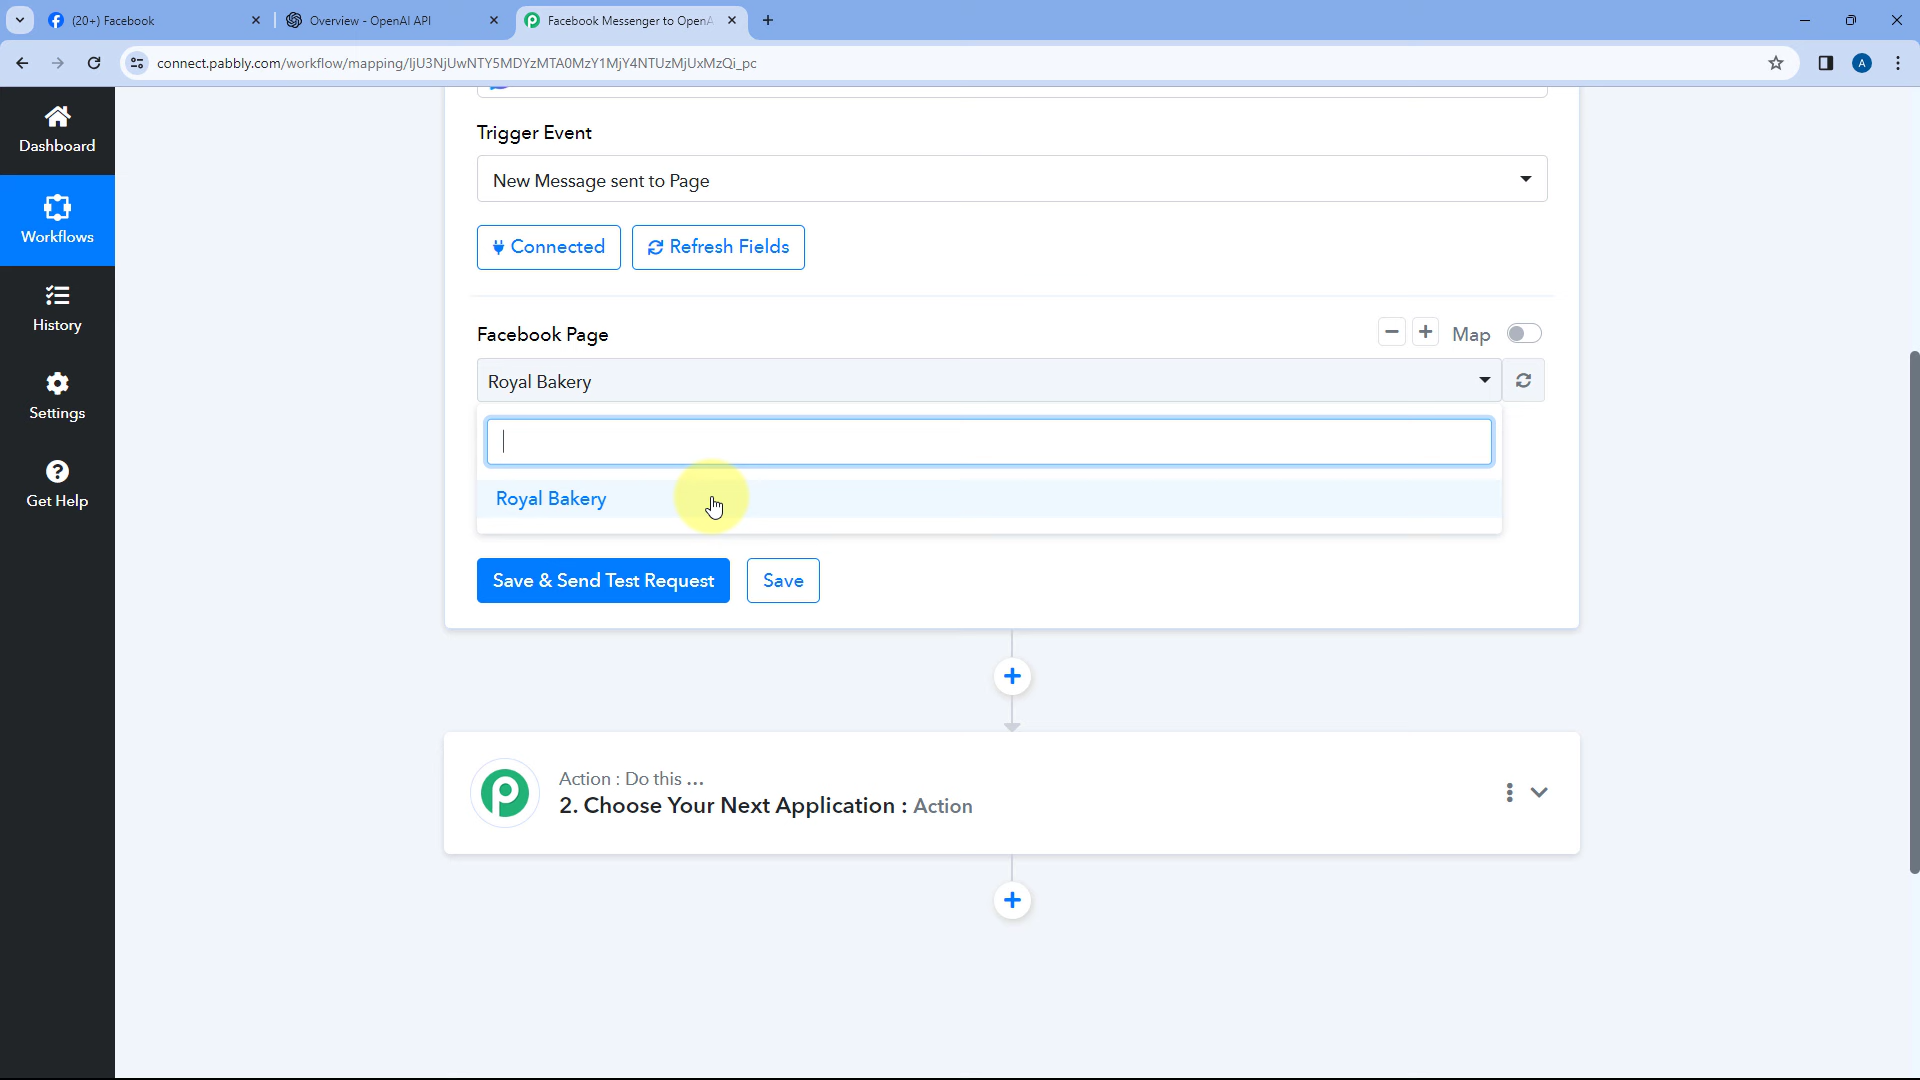 (20+) Facebook
Overview - OpenAI API
Facebook Messenger to OpenA
connect.pabbly.com/workflow/mapping/IjU3NjUwNTY5MDYzMTA0MzY1MjY4NTUzMjUxMzQi_pc
A
Dashboard
Workflows
History
Settings
Get Help
Trigger Event
New Message sent to Page
Connected
Refresh Fields
Facebook Page
Map
Royal Bakery
Royal Bakery
Save & Send Test Request
Save
Action : Do this ...
2. Choose Your Next Application : Action